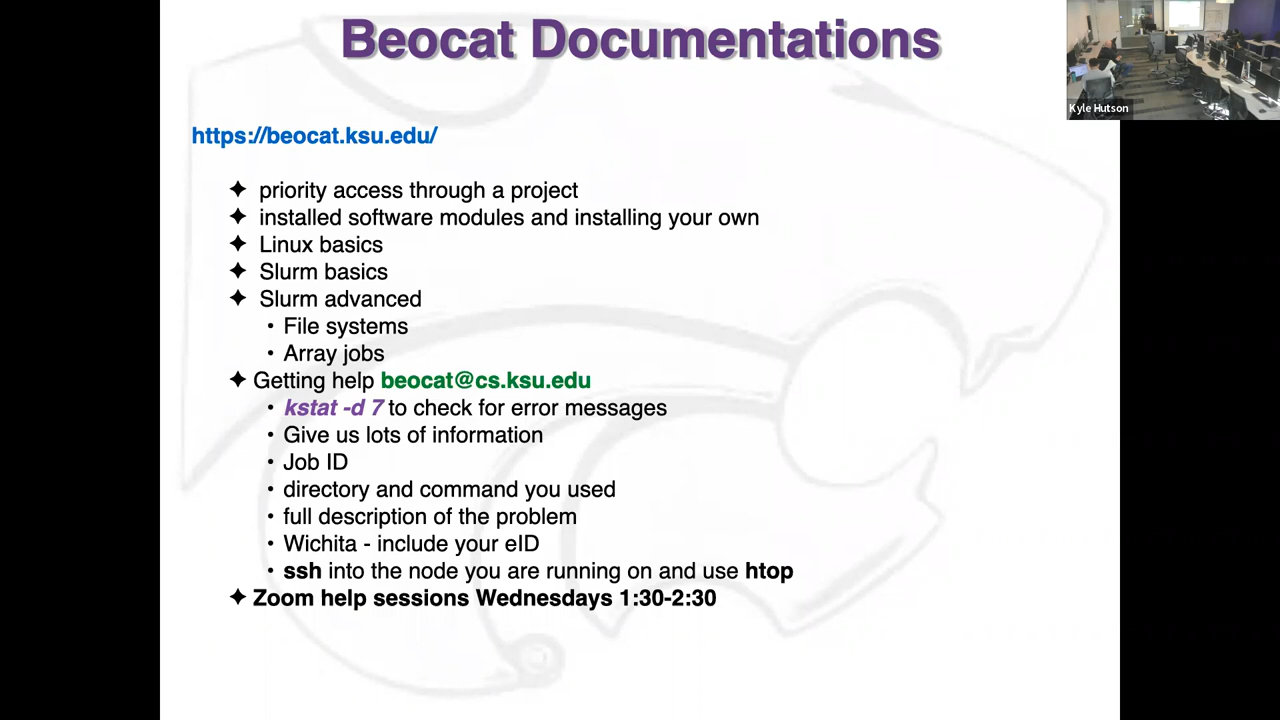 Beocat Documentations
Kyle Hutson
https://beocat.ksu.edu/
✦ priority access through a project
✦ installed software modules and installing your own
✦ Linux basics
✦ Slurm basics
✦ Slurm advanced
• File systems
• Array jobs
✦ Getting help beocat@cs.ksu.edu
• kstat -d 7 to check for error messages
• Give us lots of information
• Job ID
• directory and command you used
• full description of the problem
• Wichita - include your eID
• ssh into the node you are running on and use htop
✦ Zoom help sessions Wednesdays 1:30-2:30